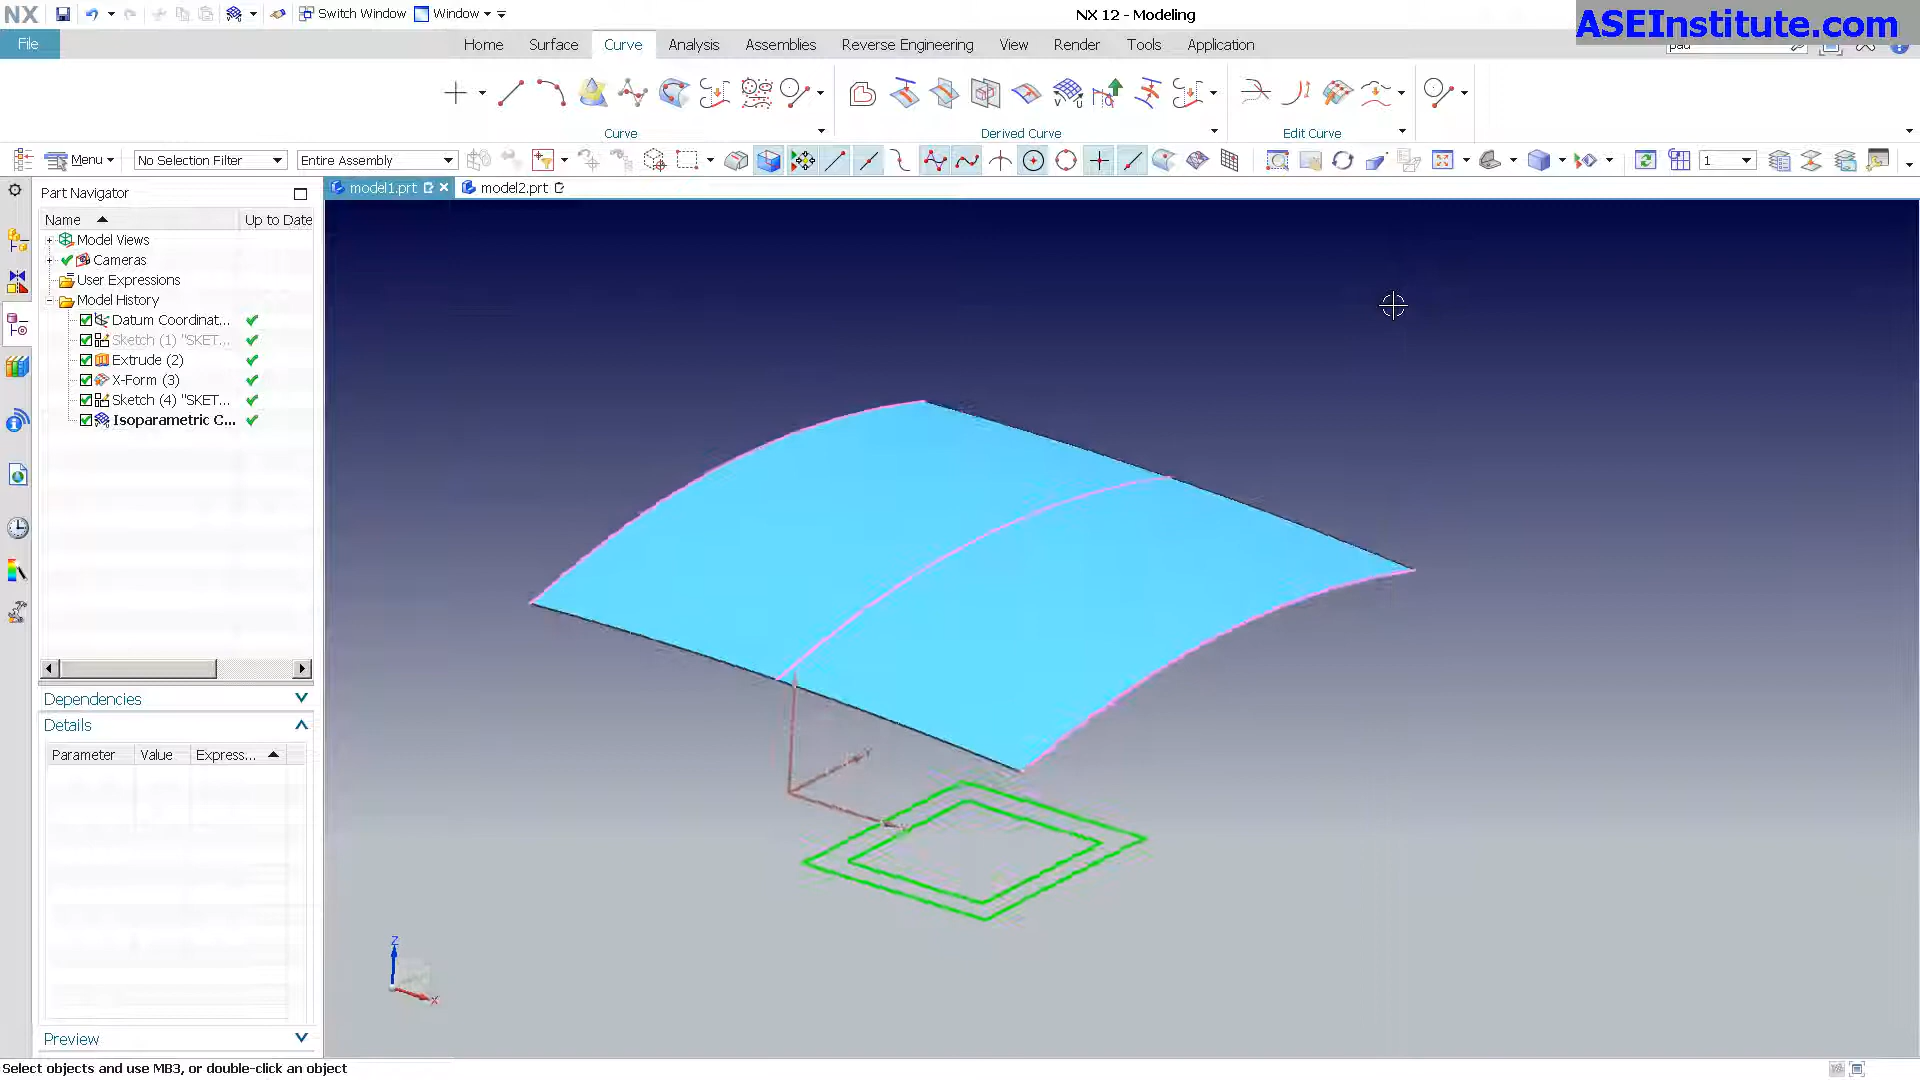 NX
Switch Window
Window
NX 12 - Modeling
ASEInstitute.com
File
Home
Surface
Curve
Analysis
Assemblies
Reverse Engineering
View
Render
Tools
Application
Curve
Derived Curve
Edit Curve
Menu
No Selection Filter
Entire Assembly
1
Part Navigator
model1.prt
model2.prt
Name
Up to Date
Model Views
Cameras
User Expressions
Model History
Datum Coordinat...
Sketch (1) "SKET...
Extrude (2)
X-Form (3)
Sketch (4) "SKET...
Isoparametric C...
Dependencies
Details
Parameter
Value
Express...
Z
X
Preview
Select objects and use MB3, or double-click an object